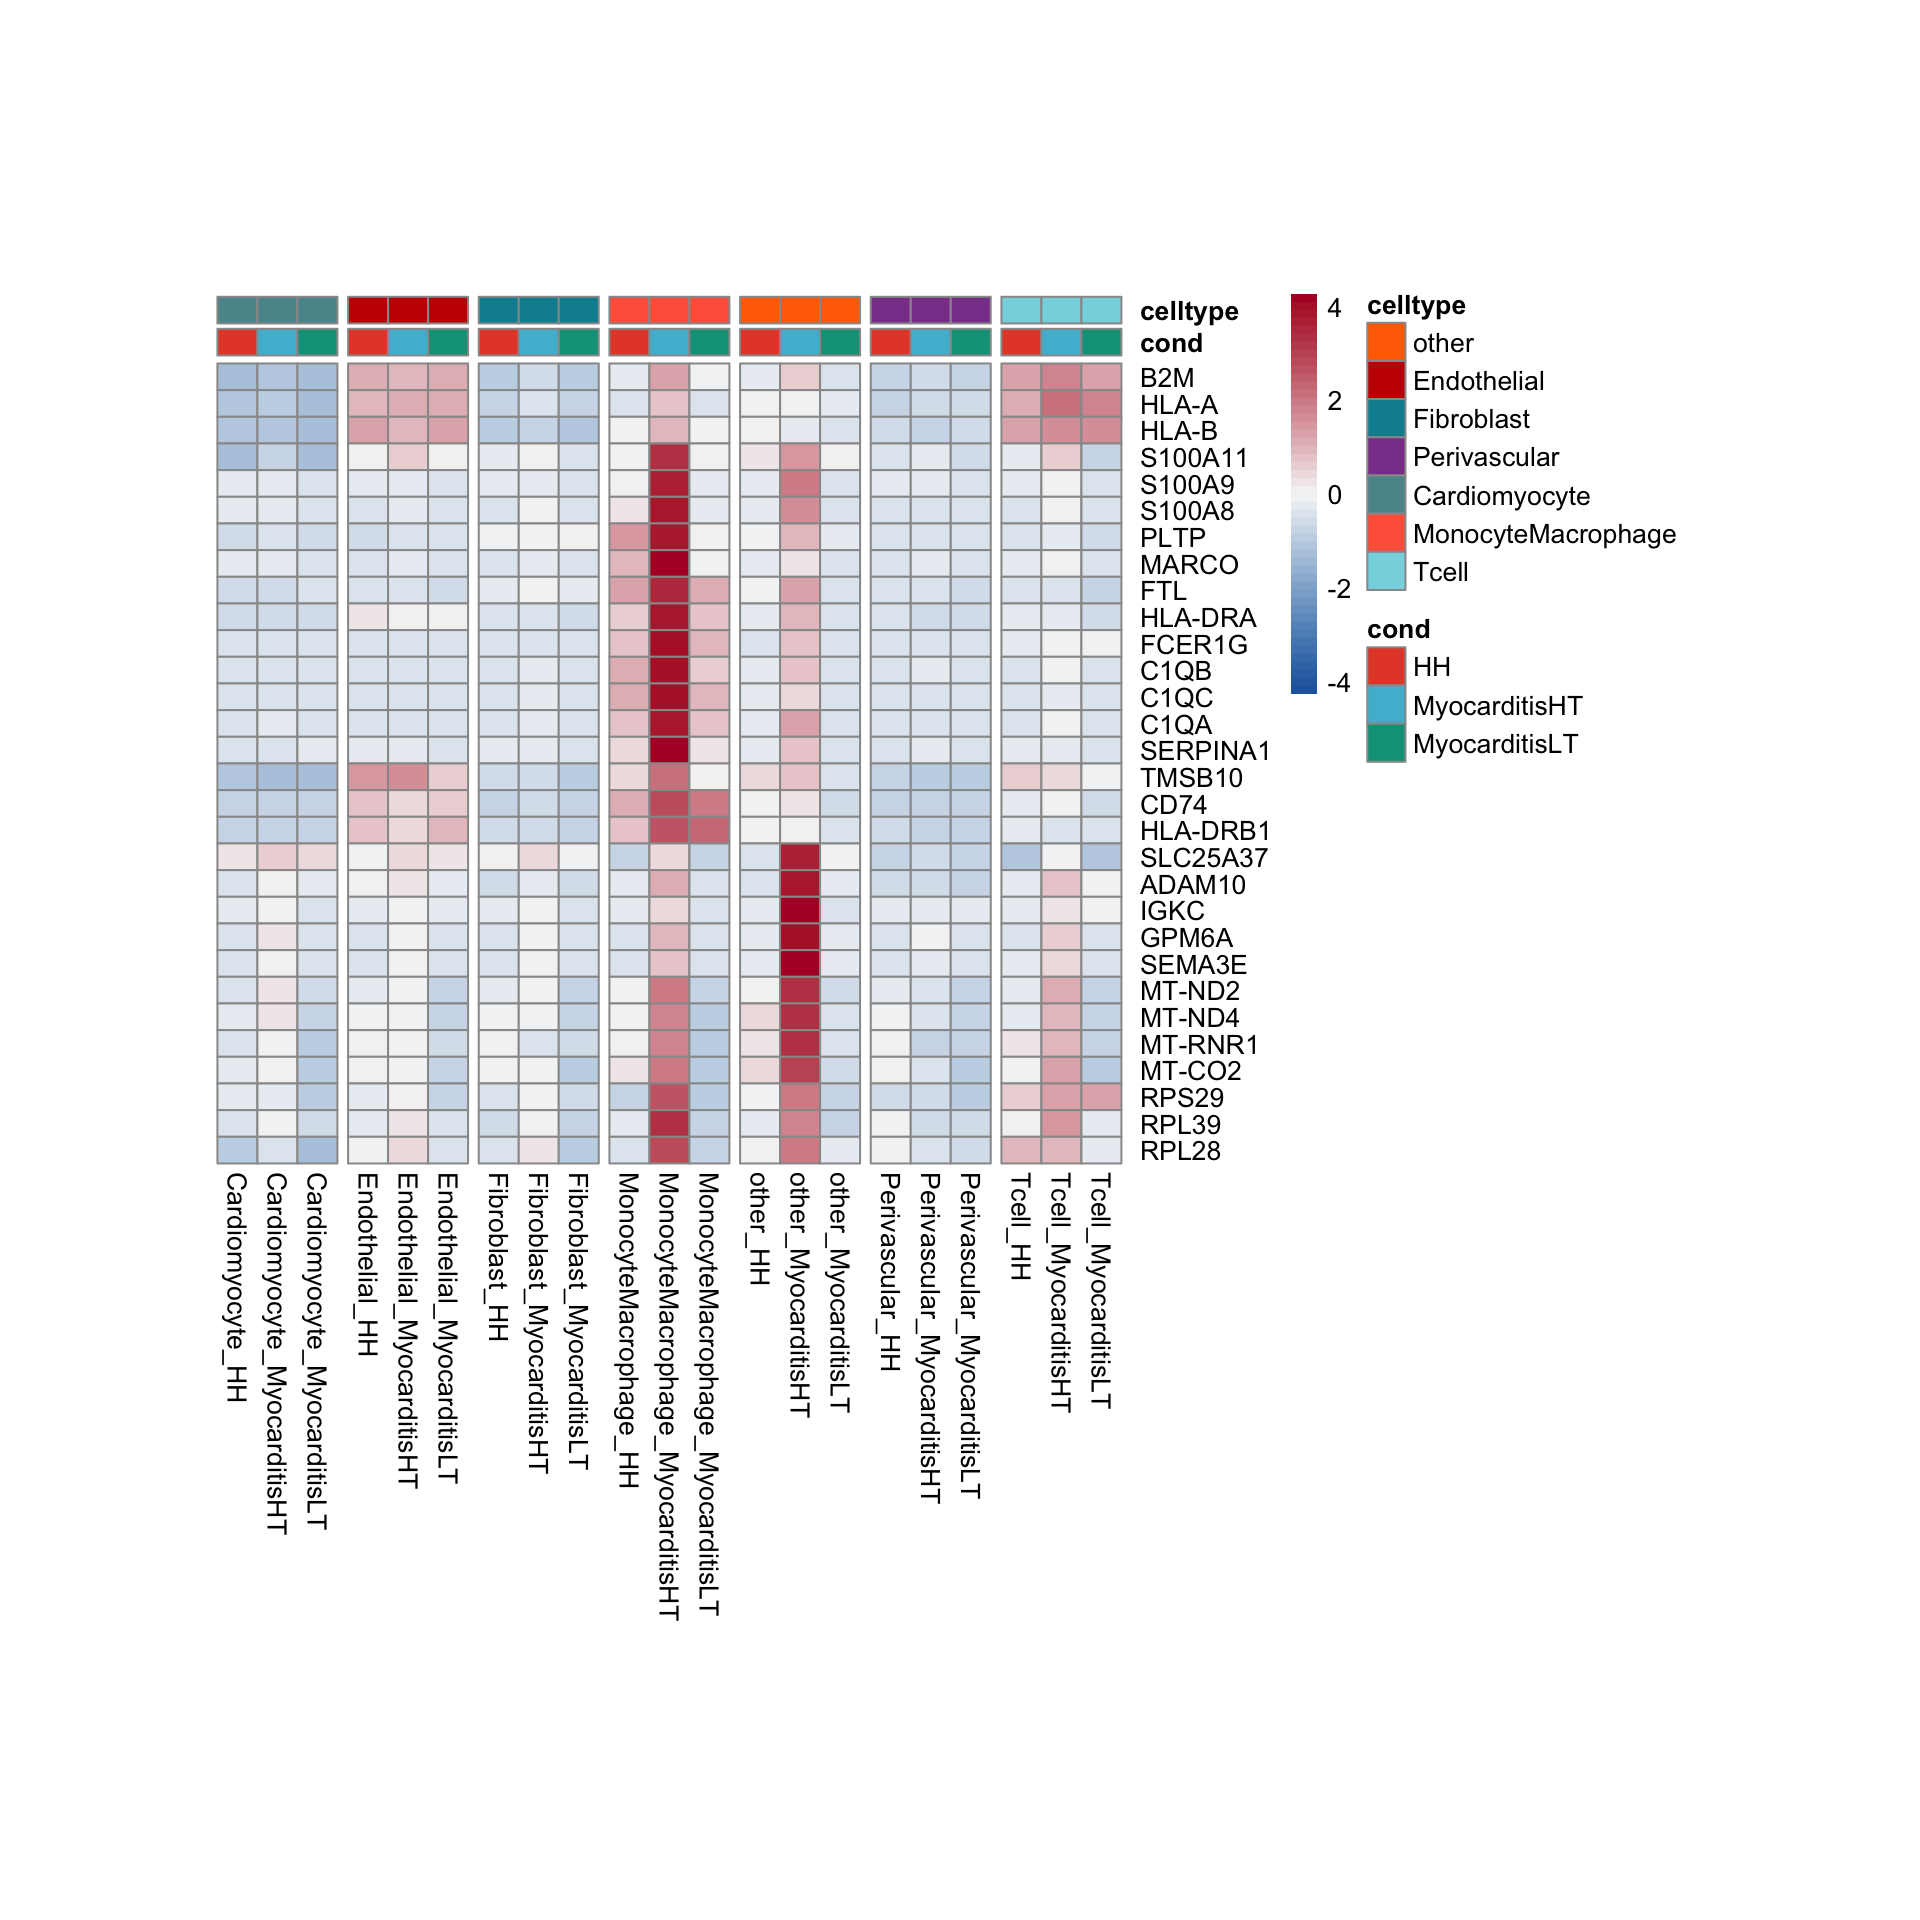 celltype
cond
B2M
HLA-A
HLA-B
S100A11
S100A9
S100A8
PLTP
MARCO
FTL
HLA-DRA
FCER1G
C1QB
C1QC
C1QA
SERPINA1
TMSB10
CD74
HLA-DRB1
SLC25A37
ADAM10
IGKC
GPM6A
SEMA3E
MT-ND2
MT-ND4
MT-RNR1
MT-CO2
RPS29
RPL39
RPL28
Cardiomyocyte_HH
Cardiomyocyte_MyocarditisHT
Cardiomyocyte_MyocarditisLT
Endothelial_HH
Endothelial_MyocarditisHT
Endothelial_MyocarditisLT
Fibroblast_HH
Fibroblast_MyocarditisHT
Fibroblast_MyocarditisLT
MonocyteMacrophage_HH
MonocyteMacrophage_MyocarditisHT
MonocyteMacrophage_MyocarditisLT
other_HH
other_MyocarditisHT
other_MyocarditisLT
Perivascular_HH
Perivascular_MyocarditisHT
Perivascular_MyocarditisLT
Tcell_HH
Tcell_MyocarditisHT
Tcell_MyocarditisLT
4
2
0
-2
-4
celltype
other
Endothelial
Fibroblast
Perivascular
Cardiomyocyte
MonocyteMacrophage
Tcell
cond
HH
MyocarditisHT
MyocarditisLT